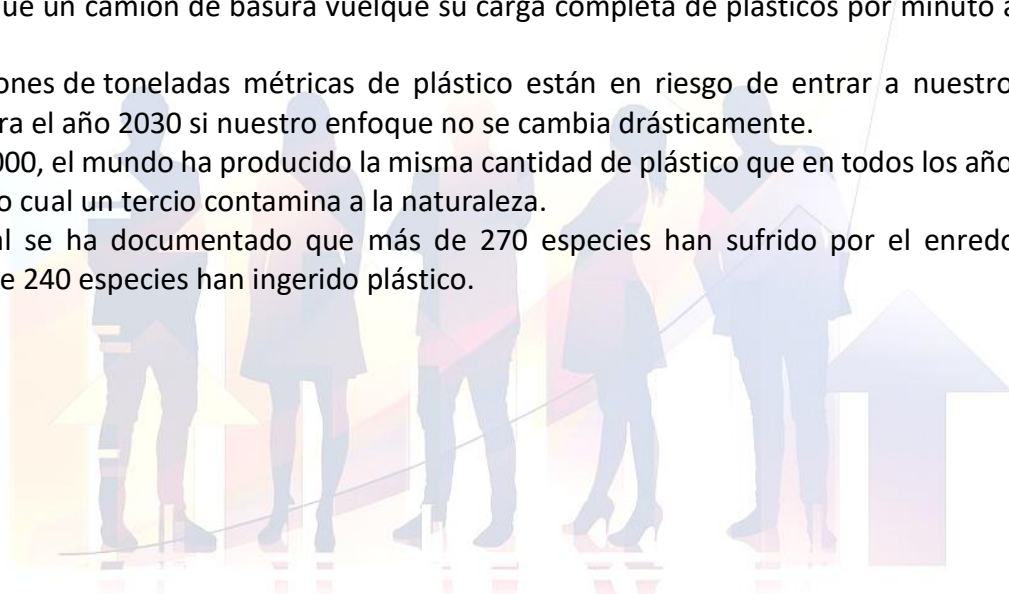 ue un camión de basura vuelque su carga completa de plásticos por minuto a
ones de toneladas métricas de plástico están en riesgo de entrar a nuestro
ra el año 2030 si nuestro enfoque no se cambia drásticamente.
000, el mundo ha producido la misma cantidad de plástico que en todos los año
o cual un tercio contamina a la naturaleza.
al se ha documentado que más de 270 especies han sufrido por el enredo
e 240 especies han ingerido plástico.